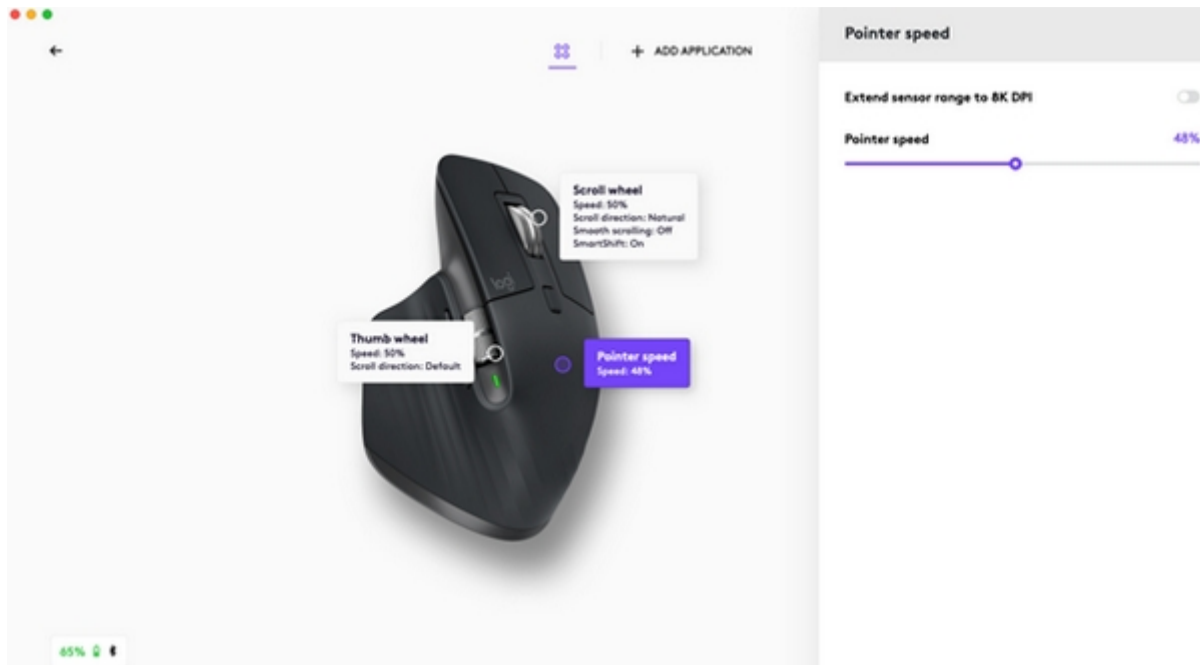 ADD APPLICATION
Pointer speed
Extend sensor range to 8K DPI
Pointer speed
48%
Scroll wheel
Speed: 50%
Scroll direction: Natural
Smooth scrolling: Off
SmartShift: On
logi
Thumb wheel
Speed: 50%
Scroll direction: Default
Pointer speed
Speed: 48%
65%